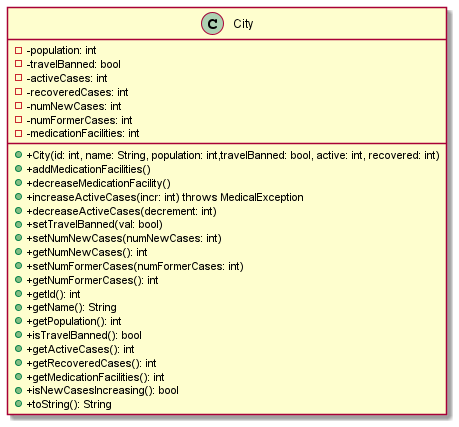 C City
-population: int
-travelBanned: bool
-activeCases: int
-recoveredCases: int
-numNewCases: int
-numFormerCases: int
-medicationFacilities: int
+City(id: int, name: String, population: int,travelBanned: bool, active: int, recovered: int)
+addMedicationFacilities()
+decreaseMedicationFacility()
+increaseActiveCases(incr: int) throws MedicalException
+decreaseActiveCases(decrement: int)
+setTravelBanned(val: bool)
+setNumNewCases(numNewCases: int)
+getNumNewCases(): int
+setNumFormerCases(numFormerCases: int)
+getNumFormerCases(): int
+getId(): int
+getName(): String
+getPopulation(): int
+isTravelBanned(): bool
+getActiveCases(): int
+getRecoveredCases(): int
+getMedicationFacilities(): int
+isNewCasesIncreasing(): bool
+toString(): String